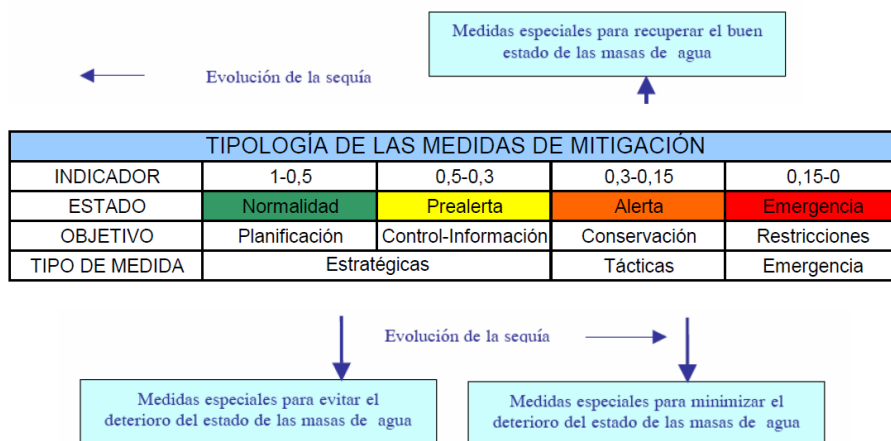 Medidas especiales para recuperar el buen
estado de las masas de agua
Evolución de la sequía
TIPOLOGÍA DE LAS MEDIDAS DE MITIGACIÓN
INDICADOR 1-0,5 0,5-0,3 0,3-0,15 0,15-0
ESTADO Normalidad Prealerta Alerta Emergencia
OBJETIVO Planificación Control-Información Conservación Restricciones
TIPO DE MEDIDA Estratégicas Tácticas Emergencia
Evolución de la sequía
Medidas especiales para evitar el
deterioro del estado de las masas de agua
Medidas especiales para minimizar el
deterioro del estado de las masas de agua